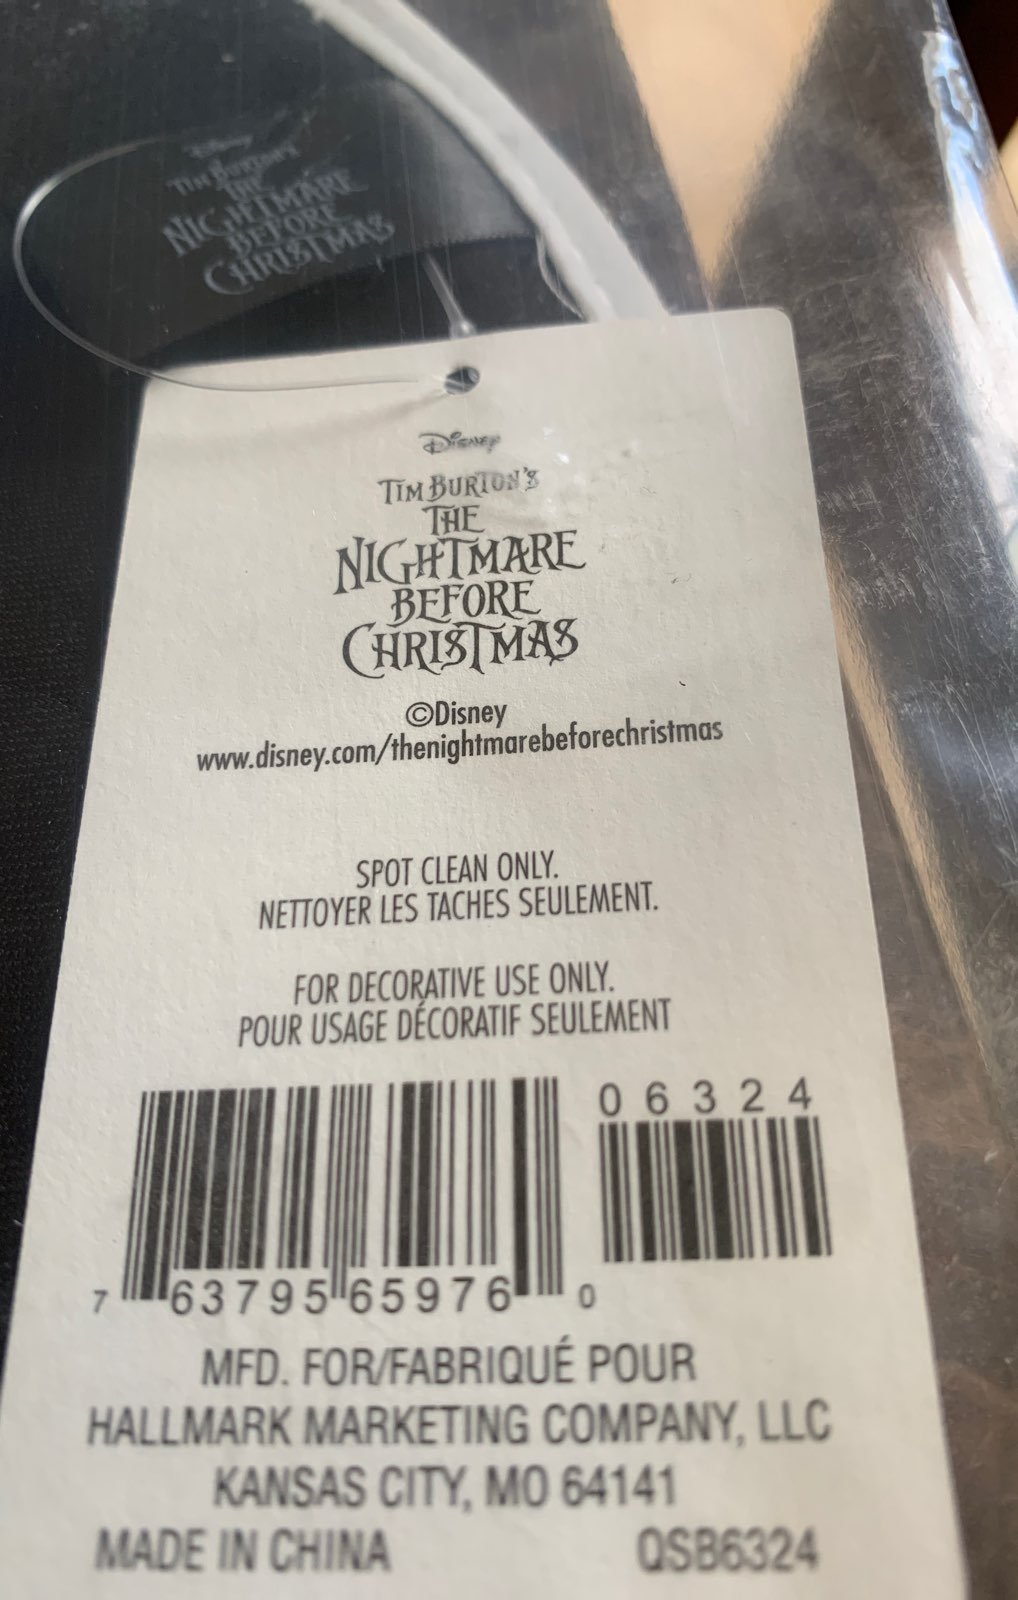 Disney
TIM BURTON'S
THE
NIGHTMARE
BEFORE
CHRISTMAS
Disney
TIM BURTON'S
THE
NIGHTMARE
BEFORE
CHRISTMAS
©Disney
www.disney.com/thenightmarebeforechristmas
SPOT CLEAN ONLY.
NETTOYER LES TACHES SEULEMENT.
FOR DECORATIVE USE ONLY.
POUR USAGE DÉCORATIF SEULEMENT
06324
7 63795 65976 0
MFD. FOR/FABRIQUÉ POUR
HALLMARK MARKETING COMPANY, LLC
KANSAS CITY, MO 64141
MADE IN CHINA QSB6324